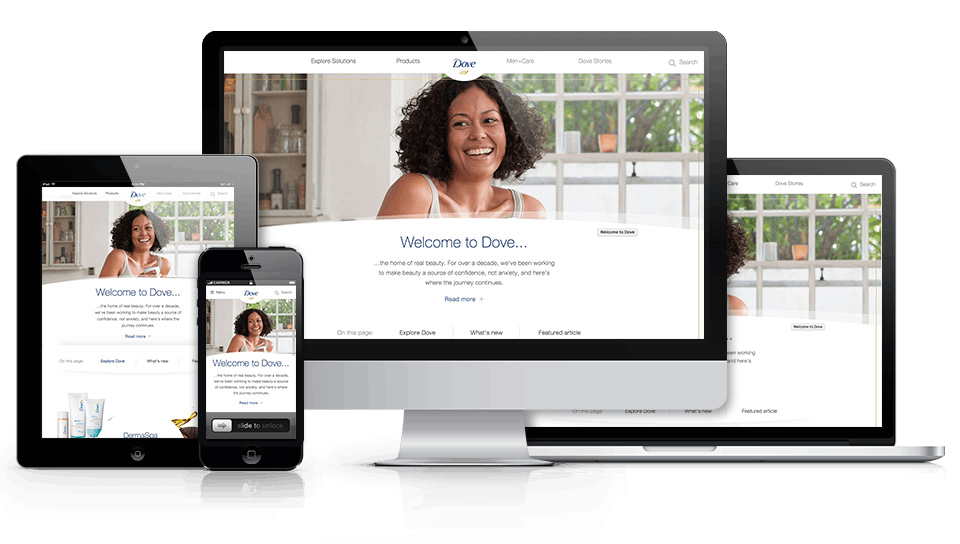 Explore Solutions
Products
Dove
Men+Care
Dove Stories
Search
Welcome to Dove...
Welcome to Dove
...the home of real beauty. For over a decade, we've been working
to make beauty a source of confidence, not anxiety, and here's
where the journey continues.
Read more
On this page:
Explore Dove
What's new
Featured article
iPad
PM
Explore Solutions
Products
Dove
Men+Care
Dove Stories
Search
Welcome to Dove...
...the home of real beauty. For over a decade,
we've been working to make beauty a source of
confidence, not anxiety, and here's where the
journey continues.
Read more
On this page:
Explore Dove
What's new
Fea
Dove
Dove
DermaSpa
CARRIER
Menu
Dove
Search
Welcome to Dove...
...the home of real beauty. For over a decade,
we've been working to make beauty a source
of confidence, not anxiety, and here's where
the journey continues.
Read more
slide to unlock
Care
Dove Stories
Search
Welcome to Dove
..
been working
and here's
On this page:
Explore Dove
What's new
Featured article